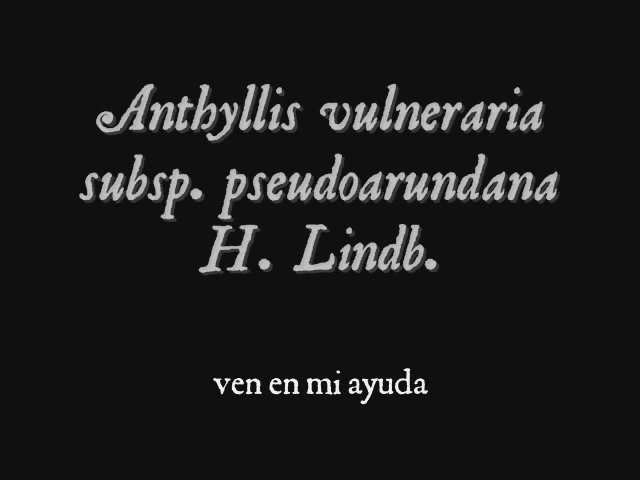 Anthyllis vulneraria
subsp. pseudoarundana
H. Lindb.
ven en mi ayuda